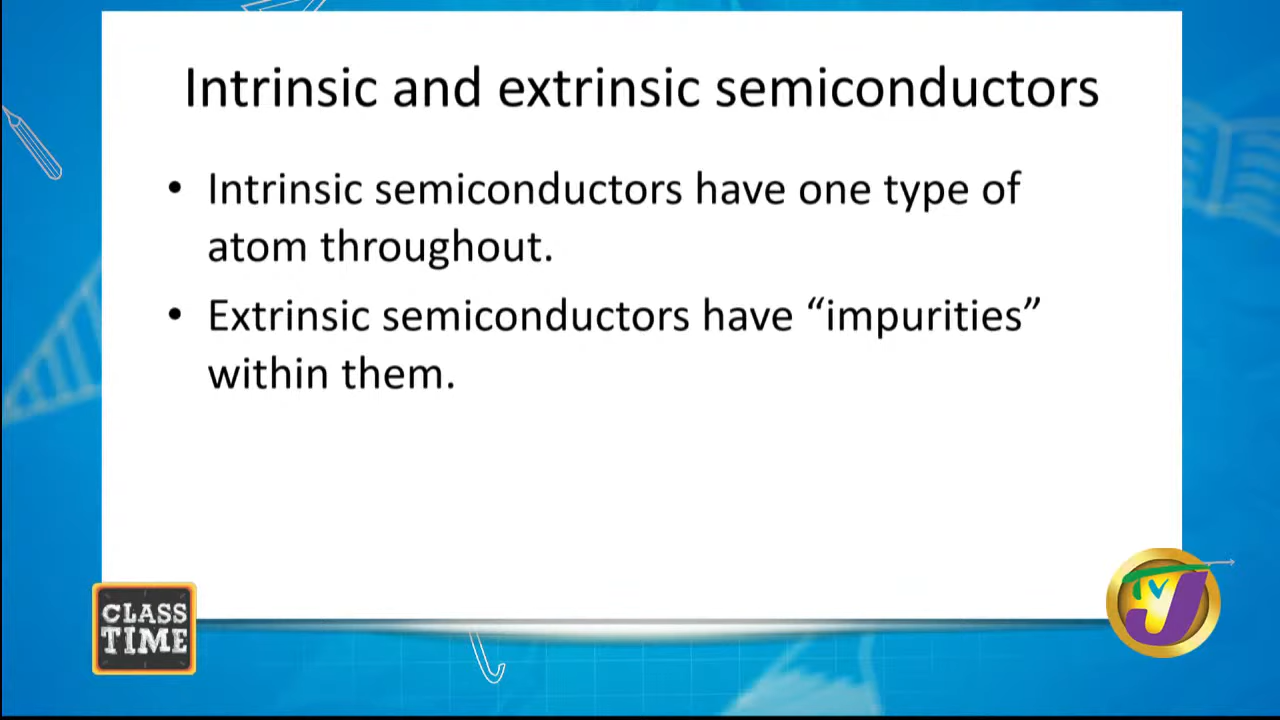 Intrinsic and extrinsic semiconductors
• Intrinsic semiconductors have one type of
atom throughout.
• Extrinsic semiconductors have “impurities”
within them.
CLASS
TIME
TVJ